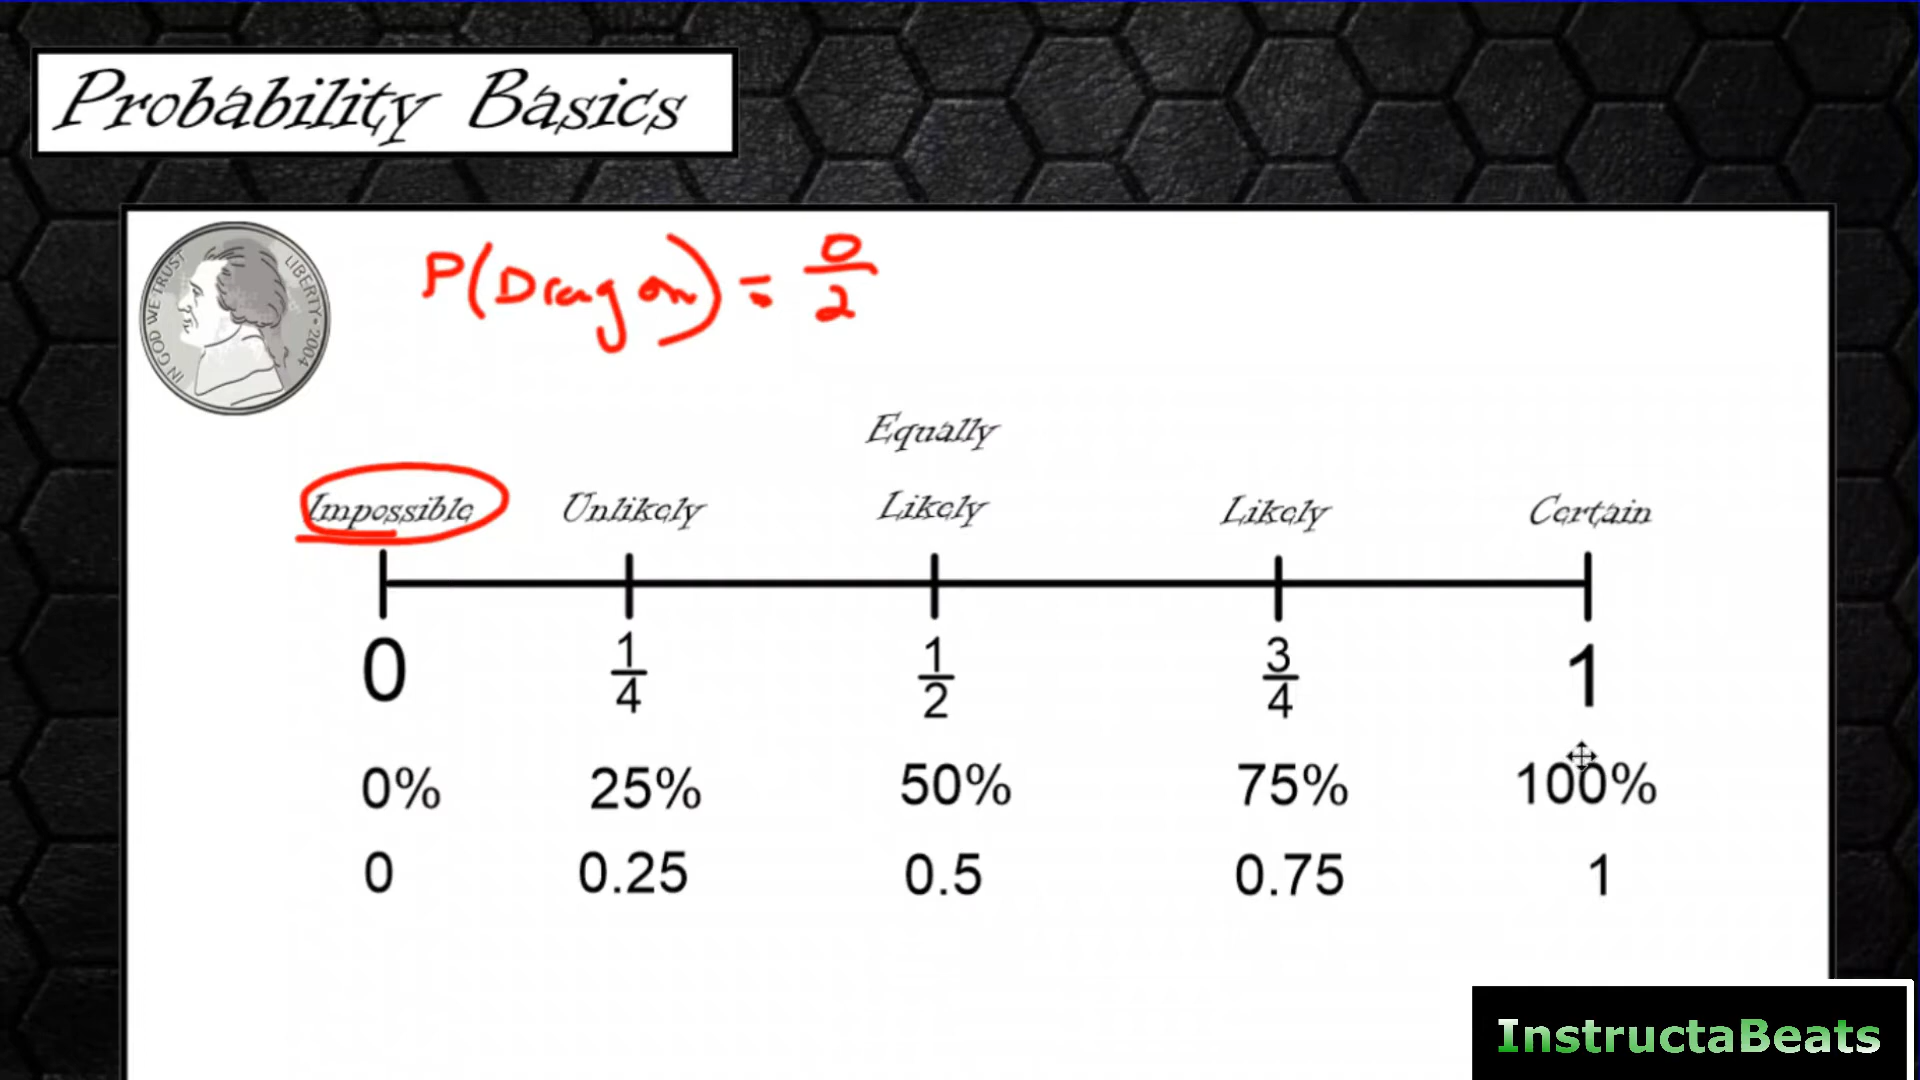 Probability Basics
IN GOD WE TRUST
LIBERTY • 2004
P(Dragon) = 0/2
Equally
Impossible Unlikely Likely Likely Certain
0 1/4 1/2 3/4 1
0% 25% 50% 75% 100%
0 0.25 0.5 0.75 1
InstructaBeats